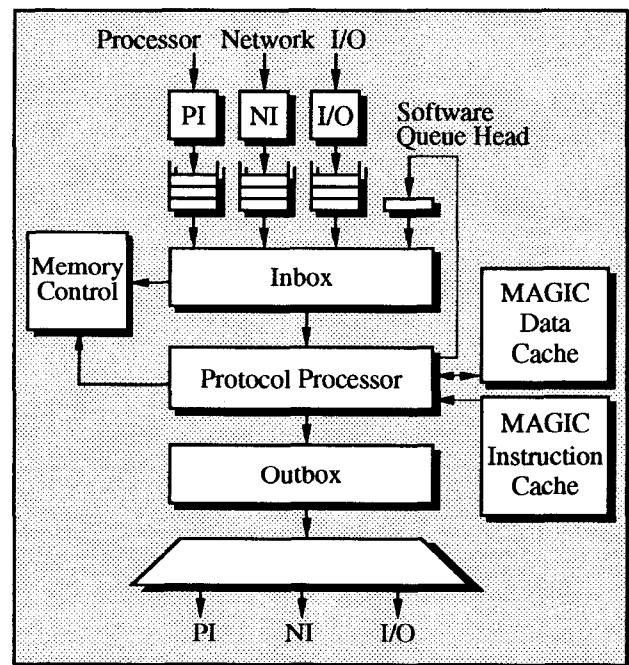 Processor Network I/O
PI NI I/O
Software
Queue Head
Memory
Control
Inbox
MAGIC
Data
Cache
Protocol Processor
MAGIC
Instruction
Cache
Outbox
PI NI I/O